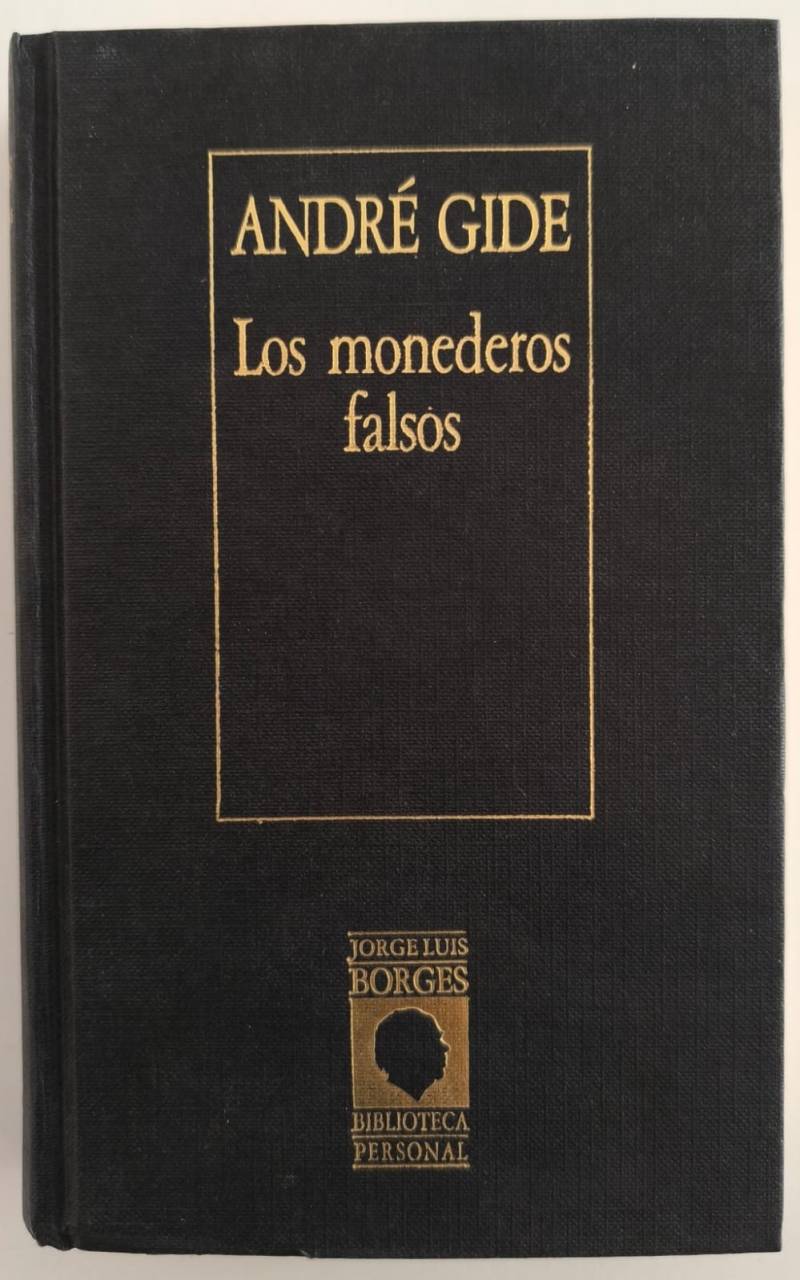 ANDRÉ GIDE
Los monederos
falsos
JORGE LUIS
BORGES
BIBLIOTECA
PERSONAL